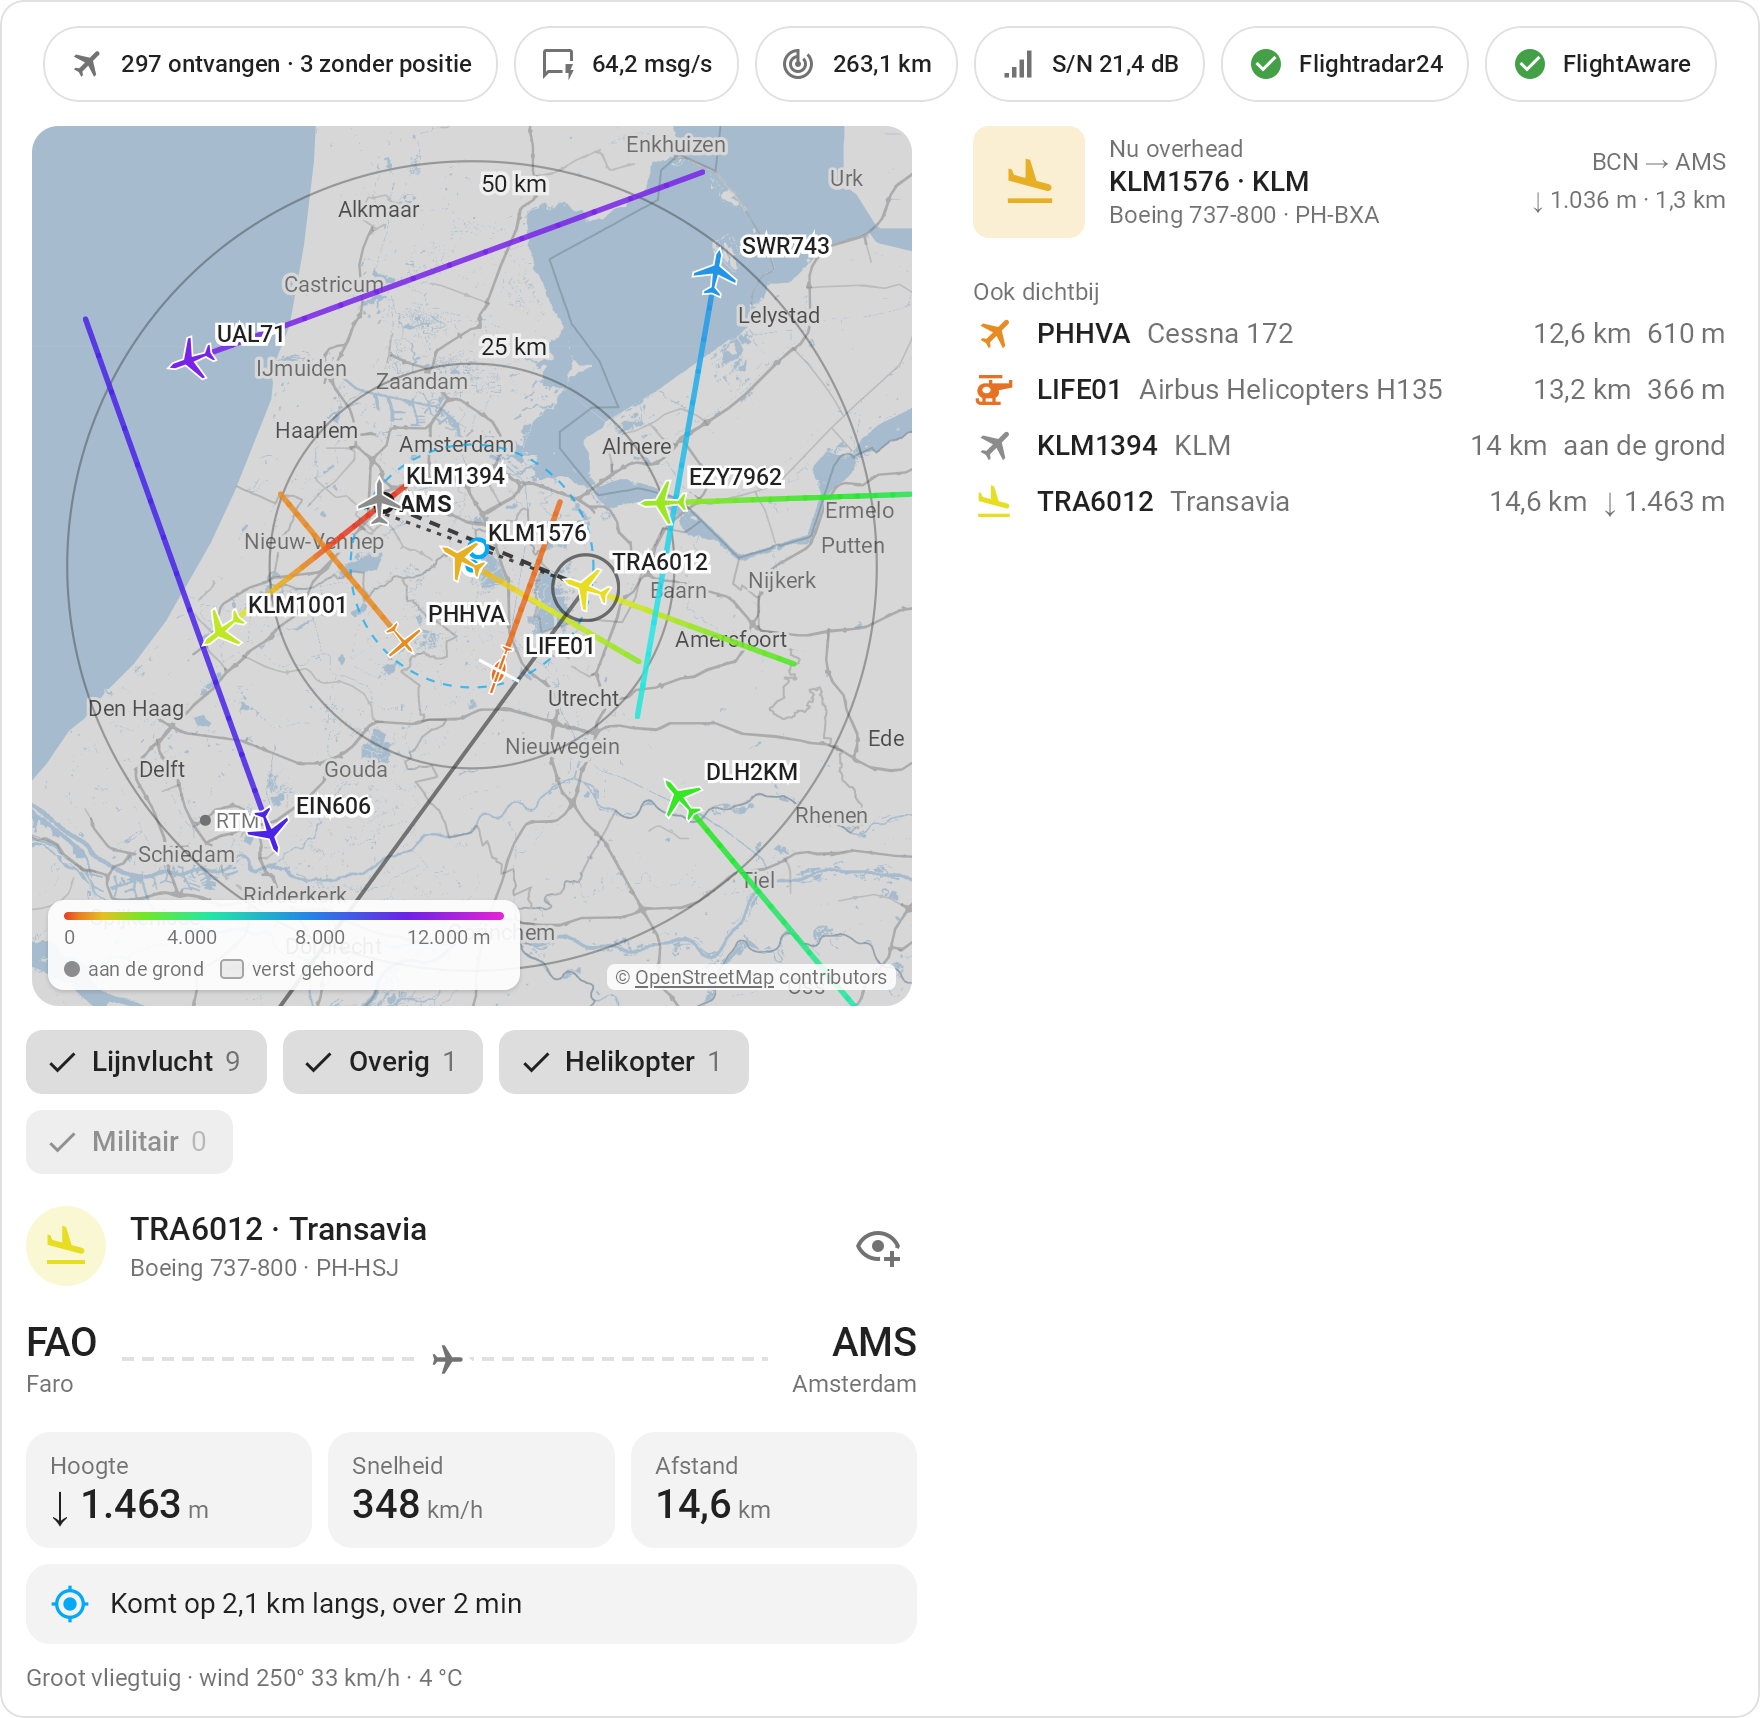 297 ontvangen · 3 zonder positie
64,2 msg/s
263,1 km
S/N 21,4 dB
Flightradar24
FlightAware
Enkhuizen
50 km
Urk
Alkmaar
SWR743
Castricum
Lelystad
UAL71
25 km
IJmuiden
Zaandam
Haarlem
Amsterdam
Almere
KLM1394
EZY7962
AMS
Ermelo
KLM1576
Nieuw-Vennep
Putten
TRA6012
Nijkerk
Baarn
KLM1001
PHHVA
LIFE01
Amersfoort
Utrecht
Den Haag
Ede
Nieuwegein
Delft
Gouda
DLH2KM
EIN606
RTM
Rhenen
Schiedam
Tiel
Ridderkerk
0 4.000 8.000 12.000 m
aan de grond verst gehoord
© OpenStreetMap contributors
Nu overhead
KLM1576 · KLM
Boeing 737-800 · PH-BXA
BCN → AMS
↓ 1.036 m · 1,3 km
Ook dichtbij
PHHVA Cessna 172 12,6 km 610 m
LIFE01 Airbus Helicopters H135 13,2 km 366 m
KLM1394 KLM 14 km aan de grond
TRA6012 Transavia 14,6 km ↓ 1.463 m
Lijnvlucht 9
Overig 1
Helikopter 1
Militair 0
TRA6012 · Transavia
Boeing 737-800 · PH-HSJ
FAO AMS
Faro Amsterdam
Hoogte
↓ 1.463 m
Snelheid
348 km/h
Afstand
14,6 km
Komt op 2,1 km langs, over 2 min
Groot vliegtuig · wind 250° 33 km/h · 4 °C